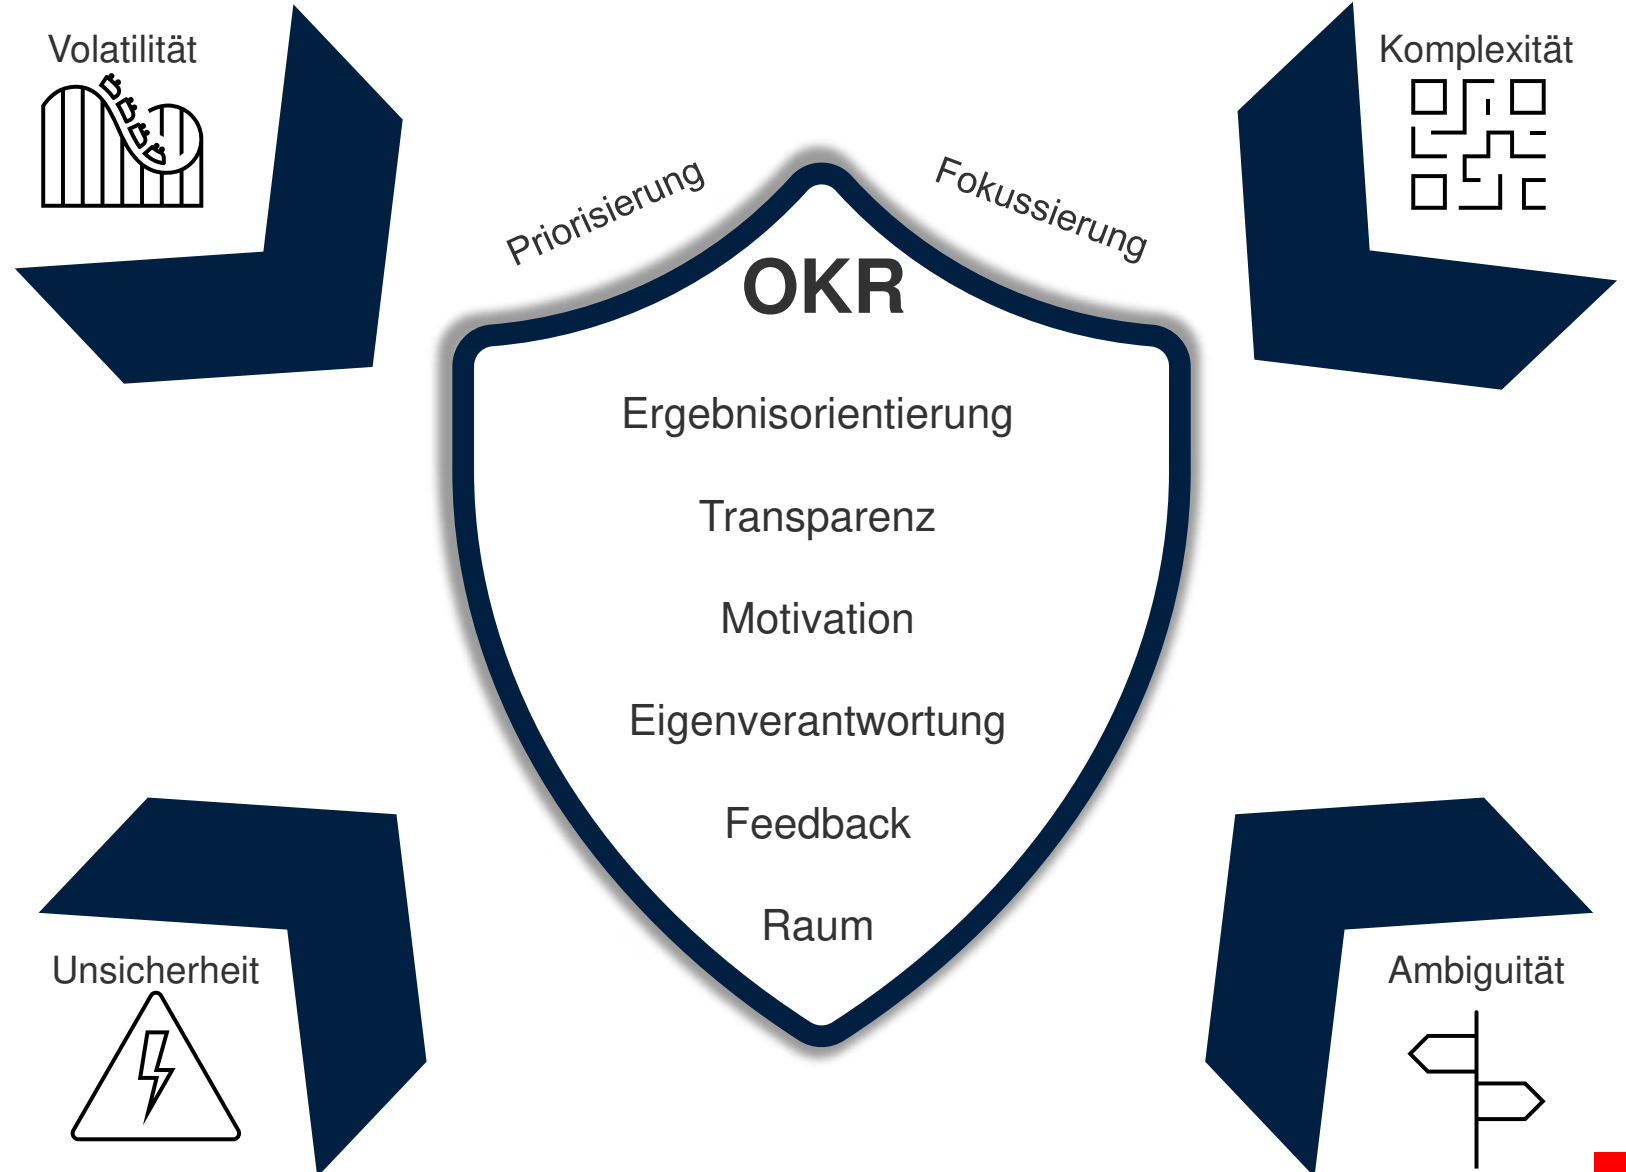 Volatilität
Komplexität
Priorisierung
Fokussierung
OKR
Ergebnisorientierung
Transparenz
Motivation
Eigenverantwortung
Feedback
Raum
Unsicherheit
Ambiguität